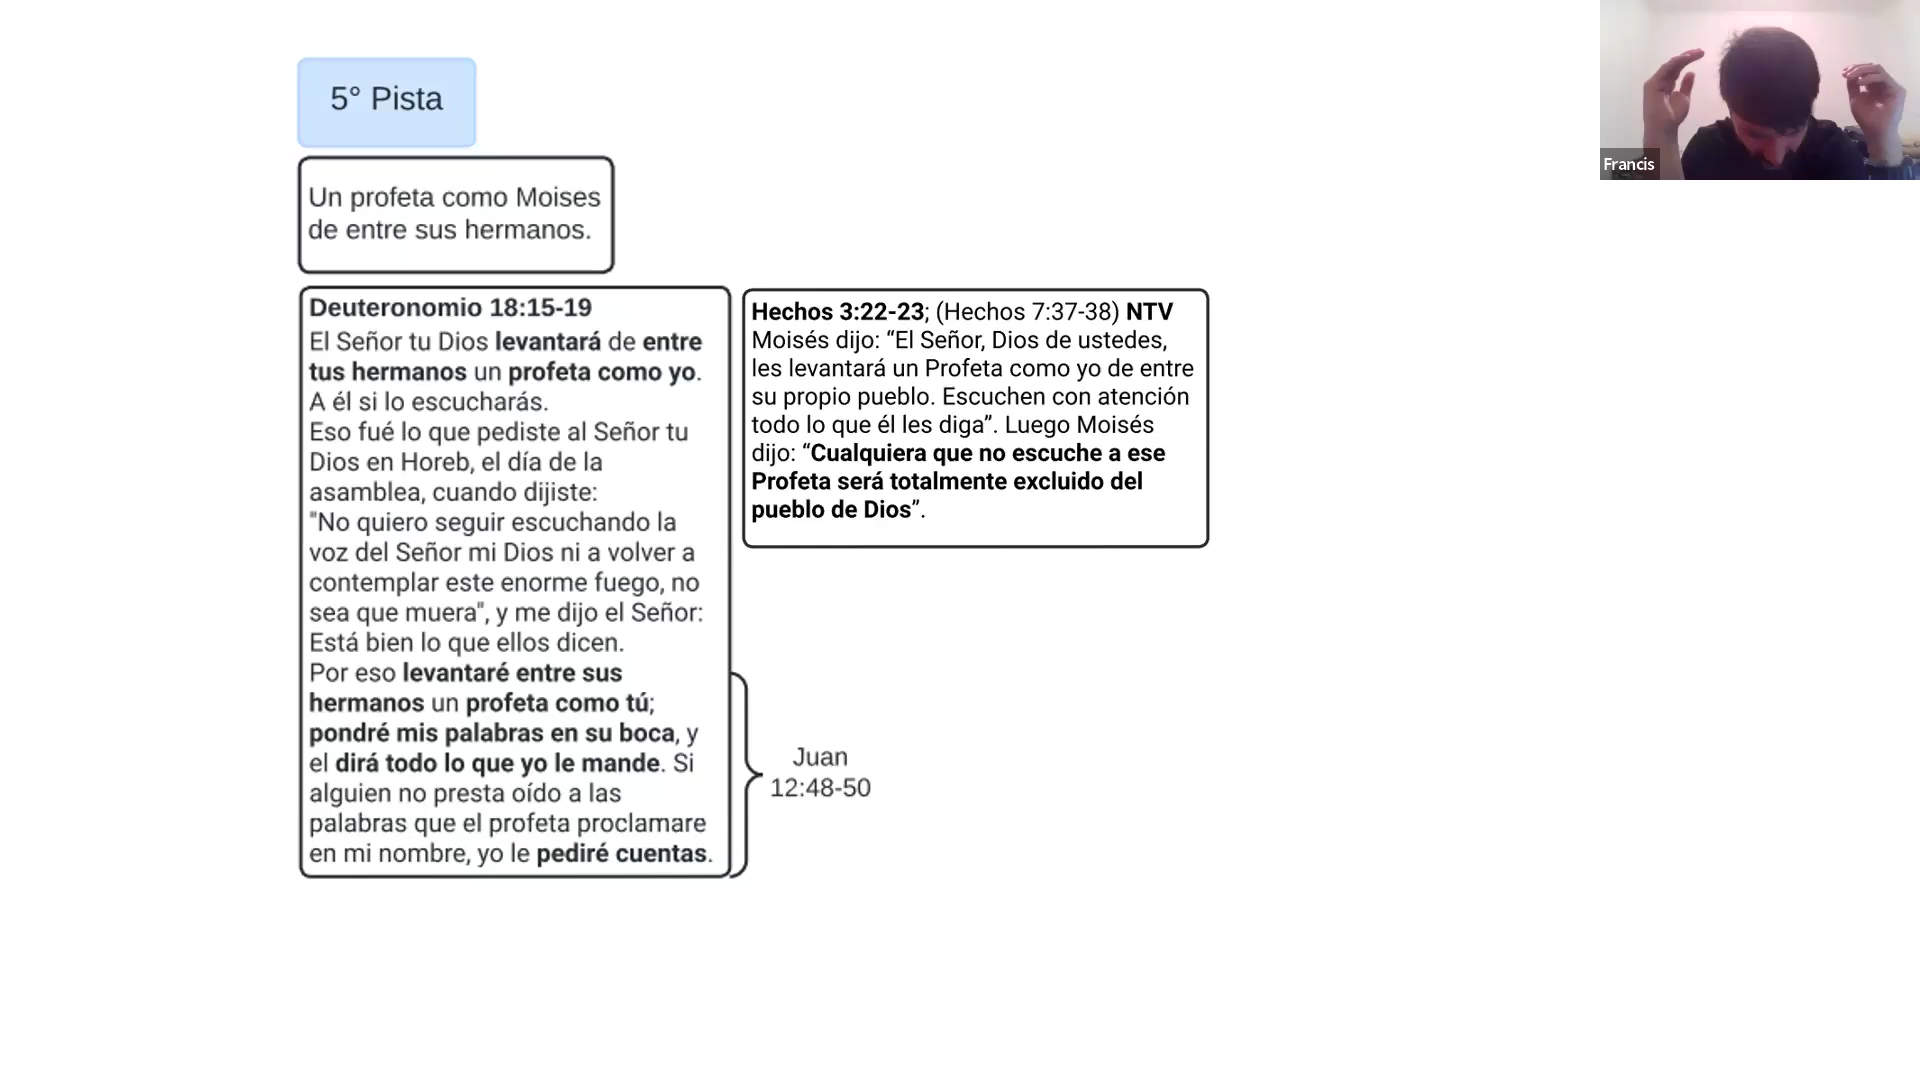 5° Pista
Un profeta como Moises
de entre sus hermanos.
Deuteronomio 18:15-19
El Señor tu Dios levantará de entre
tus hermanos un profeta como yo.
A él si lo escucharás.
Eso fué lo que pediste al Señor tu
Dios en Horeb, el día de la
asamblea, cuando dijiste:
"No quiero seguir escuchando la
voz del Señor mi Dios ni a volver a
contemplar este enorme fuego, no
sea que muera", y me dijo el Señor:
Está bien lo que ellos dicen.
Por eso levantaré entre sus
hermanos un profeta como tú;
pondré mis palabras en su boca, y
el dirá todo lo que yo le mande. Si
alguien no presta oído a las
palabras que el profeta proclamare
en mi nombre, yo le pediré cuentas.
Hechos 3:22-23; (Hechos 7:37-38) NTV
Moisés dijo: “El Señor, Dios de ustedes,
les levantará un Profeta como yo de entre
su propio pueblo. Escuchen con atención
todo lo que él les diga”. Luego Moisés
dijo: “Cualquiera que no escuche a ese
Profeta será totalmente excluido del
pueblo de Dios”.
Juan
12:48-50
Francis